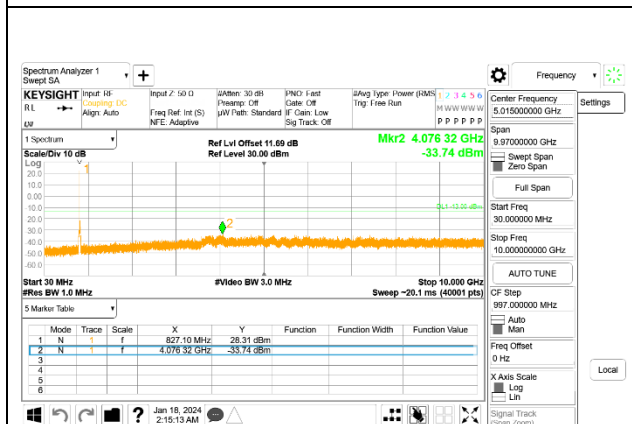 Spectrum Analyzer 1
Swept SA
KEYSIGHT
RL
Input: RF
Coupling: DC
Align: Auto
Input Z: 50 Ω
Freq Ref: Int (S)
NFE: Adaptive
#Atten: 30 dB
Preamp: Off
µW Path: Standard
PNO: Fast
Gate: Off
IF Gain: Low
Sig Track: Off
#Avg Type: Power (RMS
Trig: Free Run
1 2 3 4 5 6
M W W W W W
P P P P P P
1 Spectrum
Scale/Div 10 dB
Log
Ref Lvl Offset 11.69 dB
Ref Level 30.00 dBm
Mkr2 4.076 32 GHz
-33.74 dBm
20.0
10.0
0.00
-10.0
-20.0
-30.0
-40.0
-50.0
-60.0
1
2
DL1 -13.00 dBm
Start 30 MHz
#Res BW 1.0 MHz
#Video BW 3.0 MHz
Stop 10.000 GHz
Sweep ~20.1 ms (40001 pts)
5 Marker Table
Mode Trace Scale X Y Function Function Width Function Value
1 N 1 f 827.10 MHz 28.31 dBm
2 N 1 f 4.076 32 GHz -33.74 dBm
3
4
5
6
Jan 18, 2024
2:15:13 AM
Frequency
Settings
Center Frequency
5.015000000 GHz
Span
9.97000000 GHz
Swept Span
Zero Span
Full Span
Start Freq
30.000000 MHz
Stop Freq
10.000000000 GHz
AUTO TUNE
CF Step
997.000000 MHz
Auto
Man
Freq Offset
0 Hz
X Axis Scale
Log
Lin
Signal Track
(Span Zoom)
Local